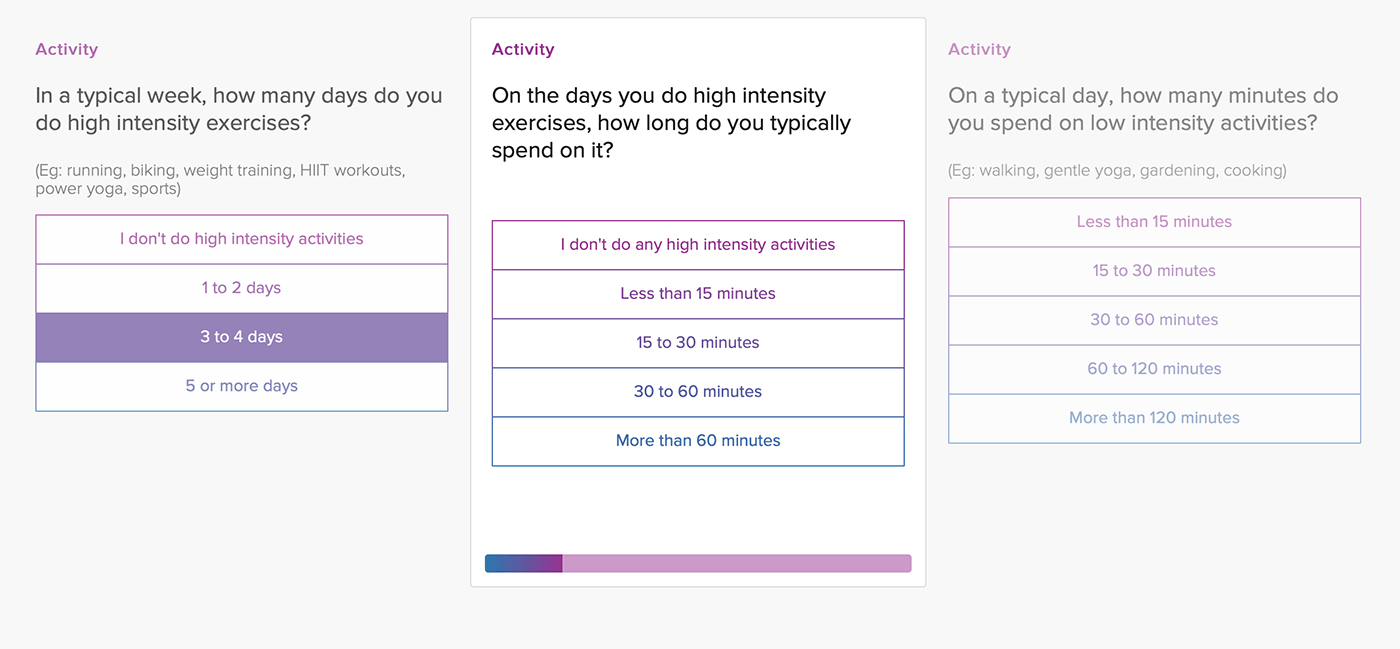 Activity
In a typical week, how many days do you
do high intensity exercises?
(Eg: running, biking, weight training, HIIT workouts,
power yoga, sports)
I don't do high intensity activities
1 to 2 days
3 to 4 days
5 or more days
Activity
On the days you do high intensity
exercises, how long do you typically
spend on it?
I don't do any high intensity activities
Less than 15 minutes
15 to 30 minutes
30 to 60 minutes
More than 60 minutes
Activity
On a typical day, how many minutes do
you spend on low intensity activities?
(Eg: walking, gentle yoga, gardening, cooking)
Less than 15 minutes
15 to 30 minutes
30 to 60 minutes
60 to 120 minutes
More than 120 minutes